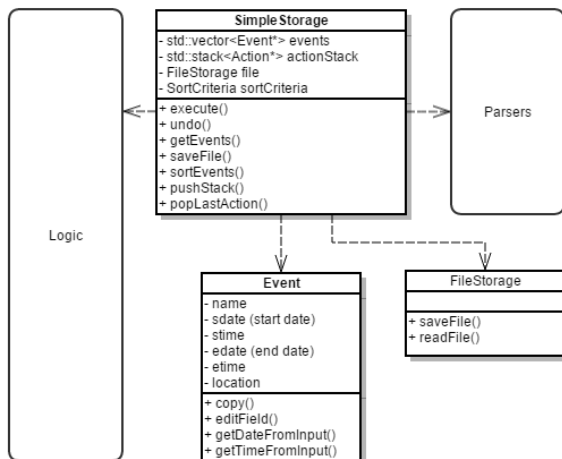 SimpleStorage
- std::vector<Event*> events
- std::stack<Action*> actionStack
- FileStorage file
- SortCriteria sortCriteria
+ execute()
+ undo()
+ getEvents()
+ saveFile()
+ sortEvents()
+ pushStack()
+ popLastAction()
Logic
Parsers
Event
- name
- sdate (start date)
- stime
- edate (end date)
- etime
- location
+ copy()
+ editField()
+ getDateFromInput()
+ getTimeFromInput()
FileStorage
+ saveFile()
+ readFile()